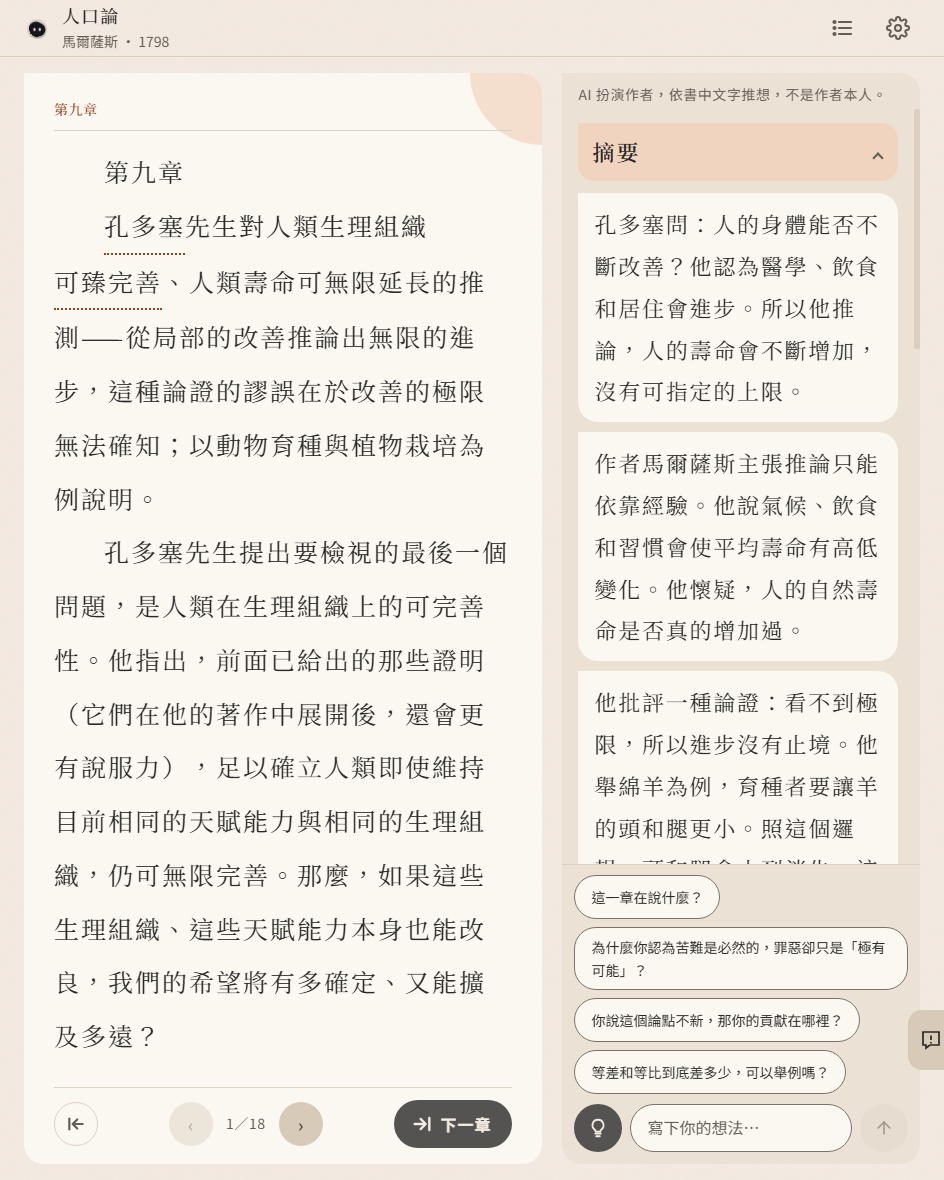 人口論
馬爾薩斯 • 1798
第九章
第九章
孔多塞先生對人類生理組織
可臻完善、人類壽命可無限延長的推
測——從局部的改善推論出無限的進
步，這種論證的謬誤在於改善的極限
無法確知；以動物育種與植物栽培為
例說明。
孔多塞先生提出要檢視的最後一個
問題，是人類在生理組織上的可完善
性。他指出，前面已給出的那些證明
（它們在他的著作中展開後，還會更
有說服力），足以確立人類即使維持
目前相同的天賦能力與相同的生理組
織，仍可無限完善。那麼，如果這些
生理組織、這些天賦能力本身也能改
良，我們的希望將有多確定、又能擴
及多遠？
1／18
下一章
AI 扮演作者，依書中文字推想，不是作者本人。
摘要
孔多塞問：人的身體能否不
斷改善？他認為醫學、飲食
和居住會進步。所以他推
論，人的壽命會不斷增加，
沒有可指定的上限。
作者馬爾薩斯主張推論只能
依靠經驗。他說氣候、飲食
和習慣會使平均壽命有高低
變化。他懷疑，人的自然壽
命是否真的增加過。
他批評一種論證：看不到極
限，所以進步沒有止境。他
舉綿羊為例，育種者要讓羊
的頭和腿更小。照這個邏
這一章在說什麼？
為什麼你認為苦難是必然的，罪惡卻只是「極有
可能」？
你說這個論點不新，那你的貢獻在哪裡？
等差和等比到底差多少，可以舉例嗎？
寫下你的想法⋯